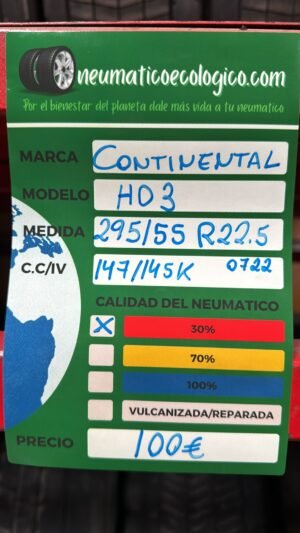 neumaticoecologico.com
Por el bienestar del planeta dale más vida a tu neumatico
MARCA CONTINENTAL
MODELO HD3
MEDIDA 295/55 R22.5
C.C/IV 147/145K 0722
CALIDAD DEL NEUMATICO
X 30%
70%
100%
VULCANIZADA/REPARADA
PRECIO 100€